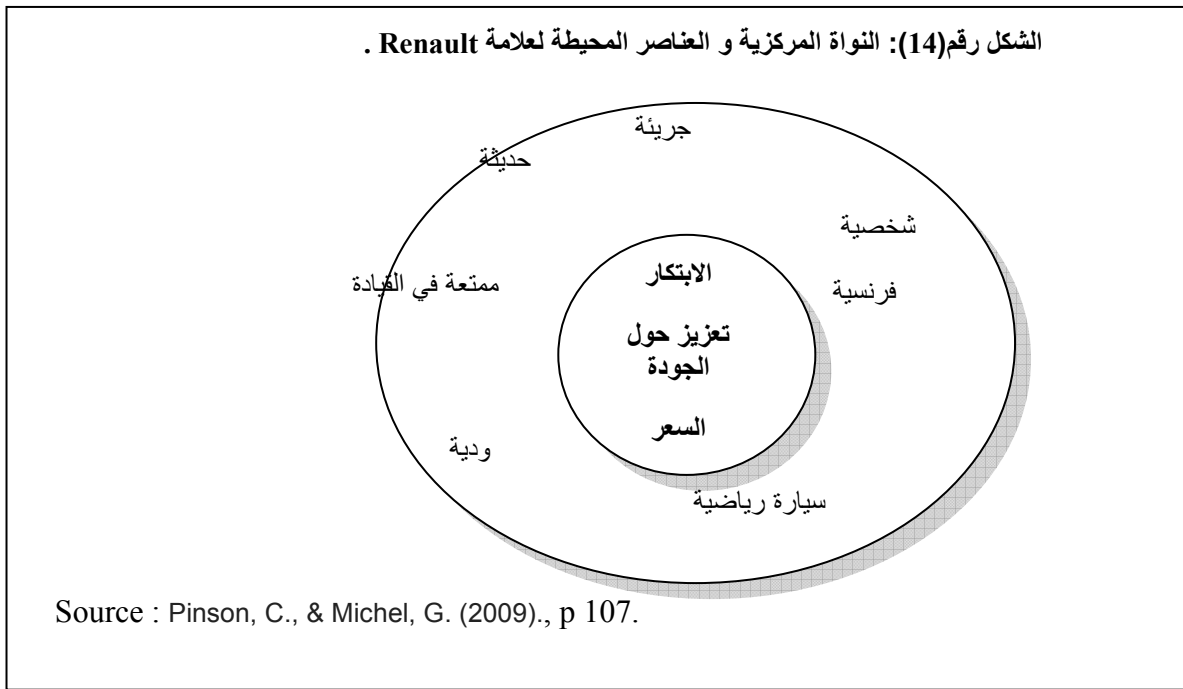 الشكل رقم(14): النواة المركزية و العناصر المحيطة لعلامة Renault .
جريئة
حديثة
شخصية
الابتكار
ممتعة في القيادة
فرنسية
تعزيز حول
الجودة
السعر
ودية
سيارة رياضية
Source : Pinson, C., & Michel, G. (2009)., p 107.